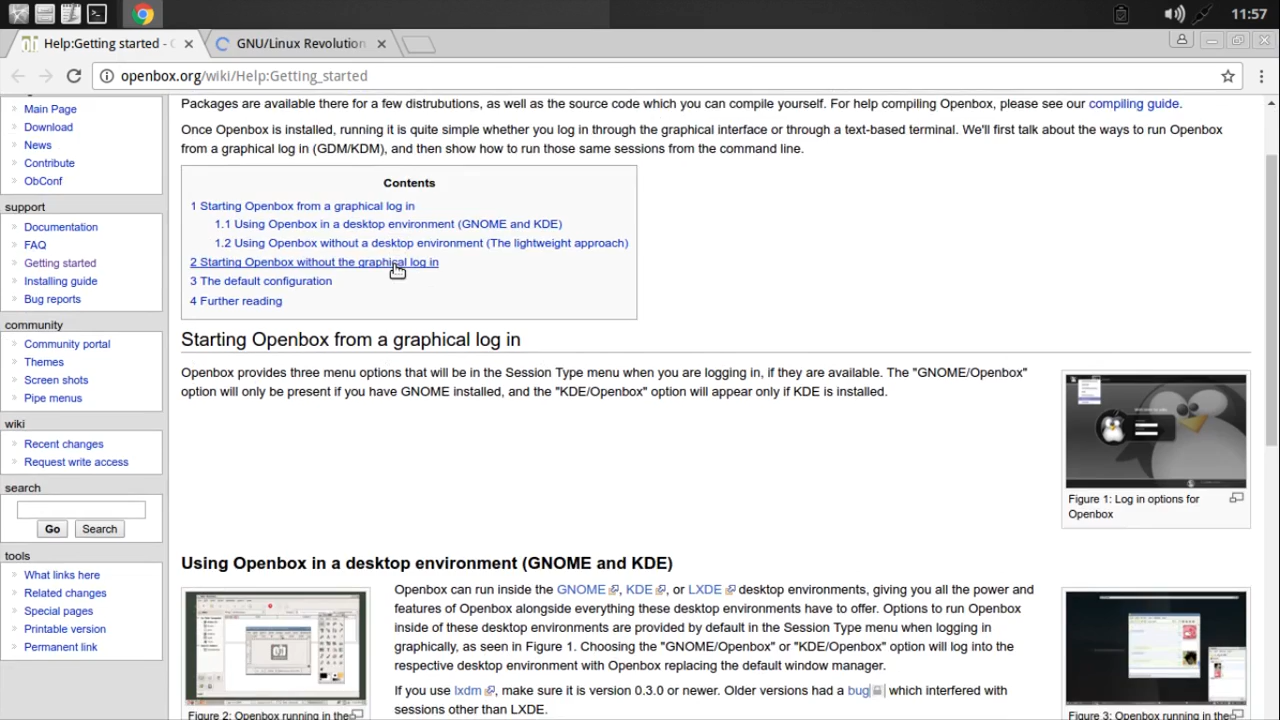 11:57
Help:Getting started -
GNU/Linux Revolution
openbox.org/wiki/Help:Getting_started
Main Page
Download
News
Contribute
ObConf
support
Documentation
FAQ
Getting started
Installing guide
Bug reports
community
Community portal
Themes
Screen shots
Pipe menus
wiki
Recent changes
Request write access
search
Go Search
tools
What links here
Related changes
Special pages
Printable version
Permanent link
Packages are available there for a few distrubutions, as well as the source code which you can compile yourself. For help compiling Openbox, please see our compiling guide.
Once Openbox is installed, running it is quite simple whether you log in through the graphical interface or through a text-based terminal. We'll first talk about the ways to run Openbox
from a graphical log in (GDM/KDM), and then show how to run those same sessions from the command line.
Contents
1 Starting Openbox from a graphical log in
1.1 Using Openbox in a desktop environment (GNOME and KDE)
1.2 Using Openbox without a desktop environment (The lightweight approach)
2 Starting Openbox without the graphical log in
3 The default configuration
4 Further reading
Starting Openbox from a graphical log in
Openbox provides three menu options that will be in the Session Type menu when you are logging in, if they are available. The "GNOME/Openbox"
option will only be present if you have GNOME installed, and the "KDE/Openbox" option will appear only if KDE is installed.
Figure 1: Log in options for
Openbox
Using Openbox in a desktop environment (GNOME and KDE)
Openbox can run inside the GNOME, KDE, or LXDE desktop environments, giving you all the power and
features of Openbox alongside everything these desktop environments have to offer. Options to run Openbox
inside of these desktop environments are provided by default in the Session Type menu when logging in
graphically, as seen in Figure 1. Choosing the "GNOME/Openbox" or "KDE/Openbox" option will log into the
respective desktop environment with Openbox replacing the default window manager.
If you use lxdm, make sure it is version 0.3.0 or newer. Older versions had a bug which interfered with
sessions other than LXDE.
Figure 2: Openbox running in the
Figure 3: Openbox running in the